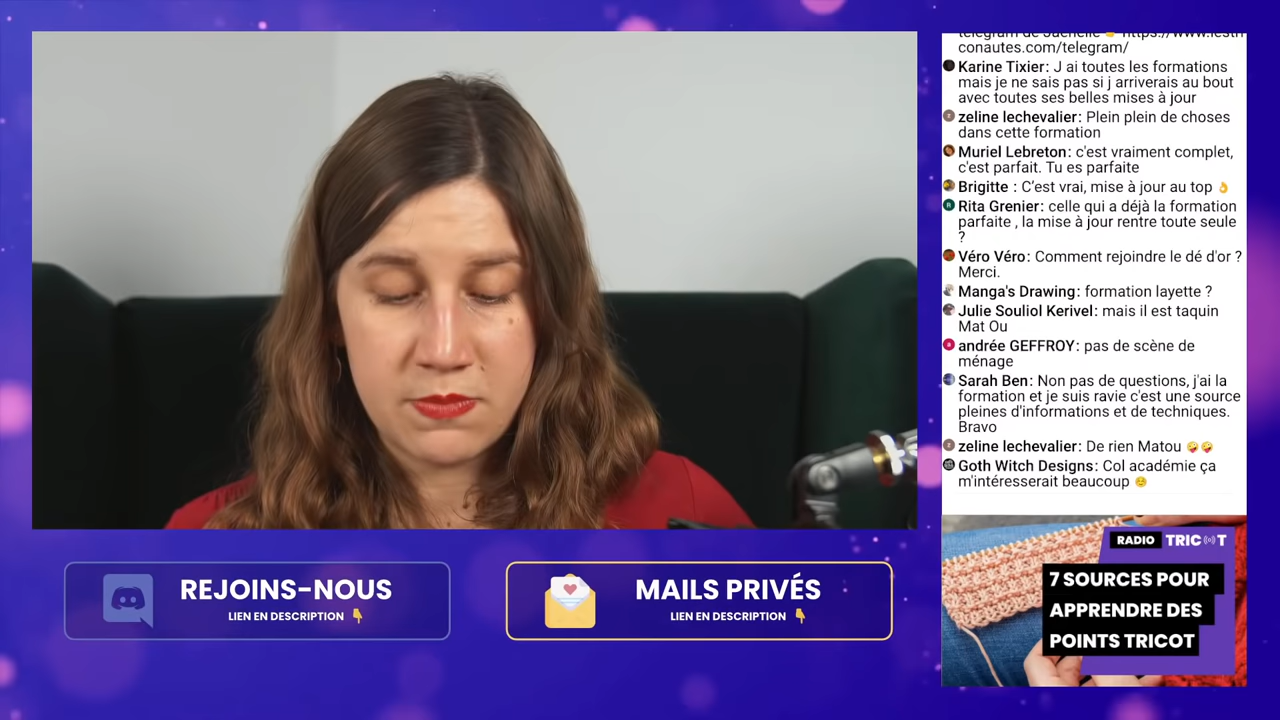 telegram de Jaenelle 👉 https://www.lestri
conautes.com/telegram/
Karine Tixier: J ai toutes les formations
mais je ne sais pas si j arriverais au bout
avec toutes ses belles mises à jour
zeline lechevalier: Plein plein de choses
dans cette formation
Muriel Lebreton: c'est vraiment complet,
c'est parfait. Tu es parfaite
Brigitte : C’est vrai, mise à jour au top 👌
Rita Grenier: celle qui a déjà la formation
parfaite , la mise à jour rentre toute seule
?
Véro Véro: Comment rejoindre le dé d'or ?
Merci.
Manga's Drawing: formation layette ?
Julie Souliol Kerivel: mais il est taquin
Mat Ou
andrée GEFFROY: pas de scène de
ménage
Sarah Ben: Non pas de questions, j'ai la
formation et je suis ravie c'est une source
pleines d'informations et de techniques.
Bravo
zeline lechevalier: De rien Matou 🤪🤪
Goth Witch Designs: Col académie ça
m'intéresserait beaucoup ☺️
REJOINS-NOUS
LIEN EN DESCRIPTION 👇
MAILS PRIVÉS
LIEN EN DESCRIPTION 👇
RADIO TRICOT
7 SOURCES POUR
APPRENDRE DES
POINTS TRICOT